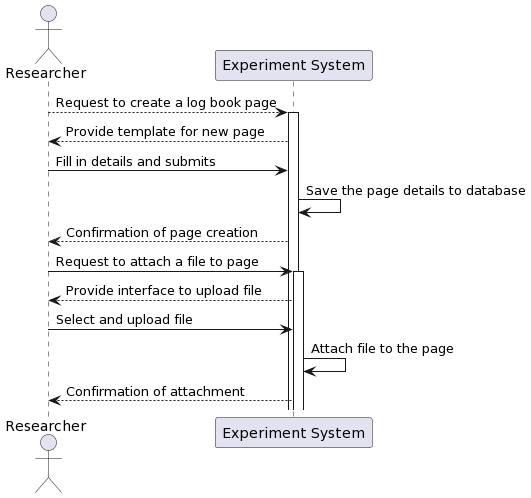 Researcher
Experiment System
Request to create a log book page
Provide template for new page
Fill in details and submits
Save the page details to database
Confirmation of page creation
Request to attach a file to page
Provide interface to upload file
Select and upload file
Attach file to the page
Confirmation of attachment
Researcher
Experiment System